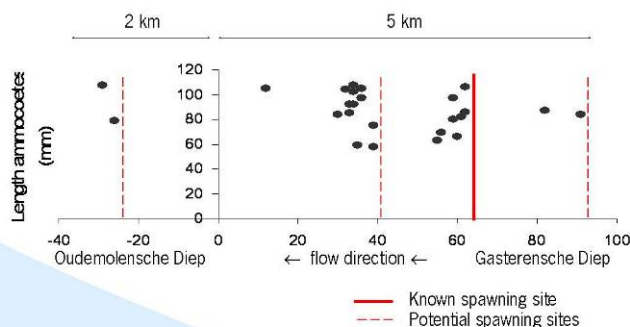 2 km 5 km
Length ammocoetes
(mm)
120
100
80
60
40
20
0
-40 -20 0 20 40 60 80 100
Oudemolensche Diep ← flow direction ← Gasterensche Diep
Known spawning site
Potential spawning sites